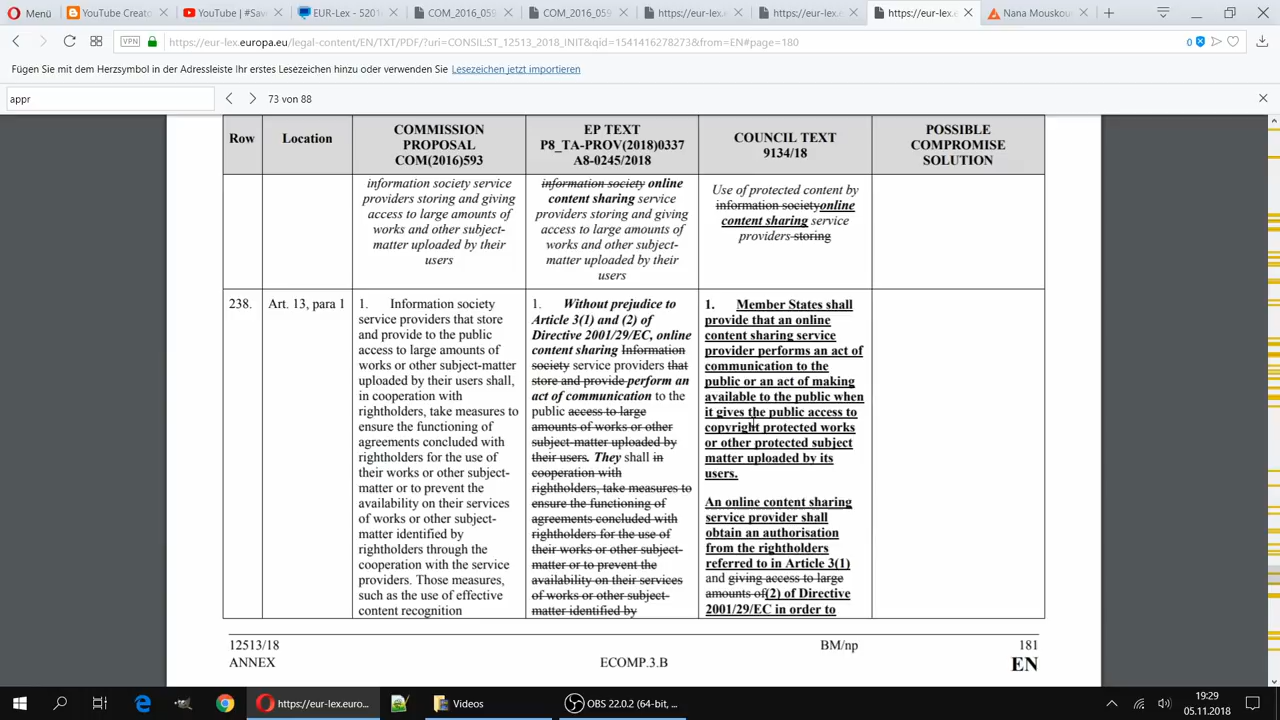 Menü
YouTube Creato
YouTube | #Savi
EUR-Lex - 5201
COM_2016_059
COM_2016_059
https://eur-lex.e
https://eur-lex.e
https://eur-lex.e
Nana Mouskou
VPN
https://eur-lex.europa.eu/legal-content/EN/TXT/PDF/?uri=CONSIL:ST_12513_2018_INIT&qid=1541416278273&from=EN#page=180
0
Fügen Sie mit dem Herzsymbol in der Adressleiste Ihr erstes Lesezeichen hinzu oder verwenden Sie Lesezeichen jetzt importieren
appr
73 von 88
Row
Location
COMMISSION
PROPOSAL
COM(2016)593
EP TEXT
P8_TA-PROV(2018)0337
A8-0245/2018
COUNCIL TEXT
9134/18
POSSIBLE
COMPROMISE
SOLUTION
information society service
providers storing and giving
access to large amounts of
works and other subject-
matter uploaded by their
users
information society online
content sharing service
providers storing and giving
access to large amounts of
works and other subject-
matter uploaded by their
users
Use of protected content by
information societyonline
content sharing service
providers storing
238.
Art. 13, para 1
1. Information society
service providers that store
and provide to the public
access to large amounts of
works or other subject-matter
uploaded by their users shall,
in cooperation with
rightholders, take measures to
ensure the functioning of
agreements concluded with
rightholders for the use of
their works or other subject-
matter or to prevent the
availability on their services
of works or other subject-
matter identified by
rightholders through the
cooperation with the service
providers. Those measures,
such as the use of effective
content recognition
1. Without prejudice to
Article 3(1) and (2) of
Directive 2001/29/EC, online
content sharing Information
society service providers that
store and provide perform an
act of communication to the
public access to large
amounts of works or other
subject-matter uploaded by
their users. They shall in
cooperation with
rightholders, take measures to
ensure the functioning of
agreements concluded with
rightholders for the use of
their works or other subject-
matter or to prevent the
availability on their services
of works or other subject-
matter identified by
1. Member States shall
provide that an online
content sharing service
provider performs an act of
communication to the
public or an act of making
available to the public when
it gives the public access to
copyright protected works
or other protected subject
matter uploaded by its
users.
An online content sharing
service provider shall
obtain an authorisation
from the rightholders
referred to in Article 3(1)
and giving access to large
amounts of(2) of Directive
2001/29/EC in order to
12513/18
BM/np
181
ANNEX
ECOMP.3.B
EN
https://eur-lex.euro...
Videos
OBS 22.0.2 (64-bit, ...
19:29
05.11.2018